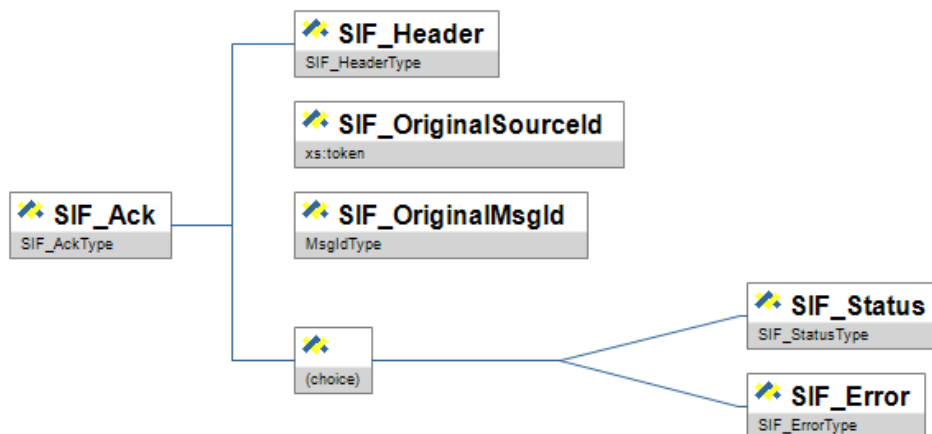 SIF_Header
SIF_HeaderType
SIF_OriginalSourceId
xs:token
SIF_Ack
SIF_AckType
SIF_OriginalMsgId
MsgIdType
(choice)
SIF_Status
SIF_StatusType
SIF_Error
SIF_ErrorType